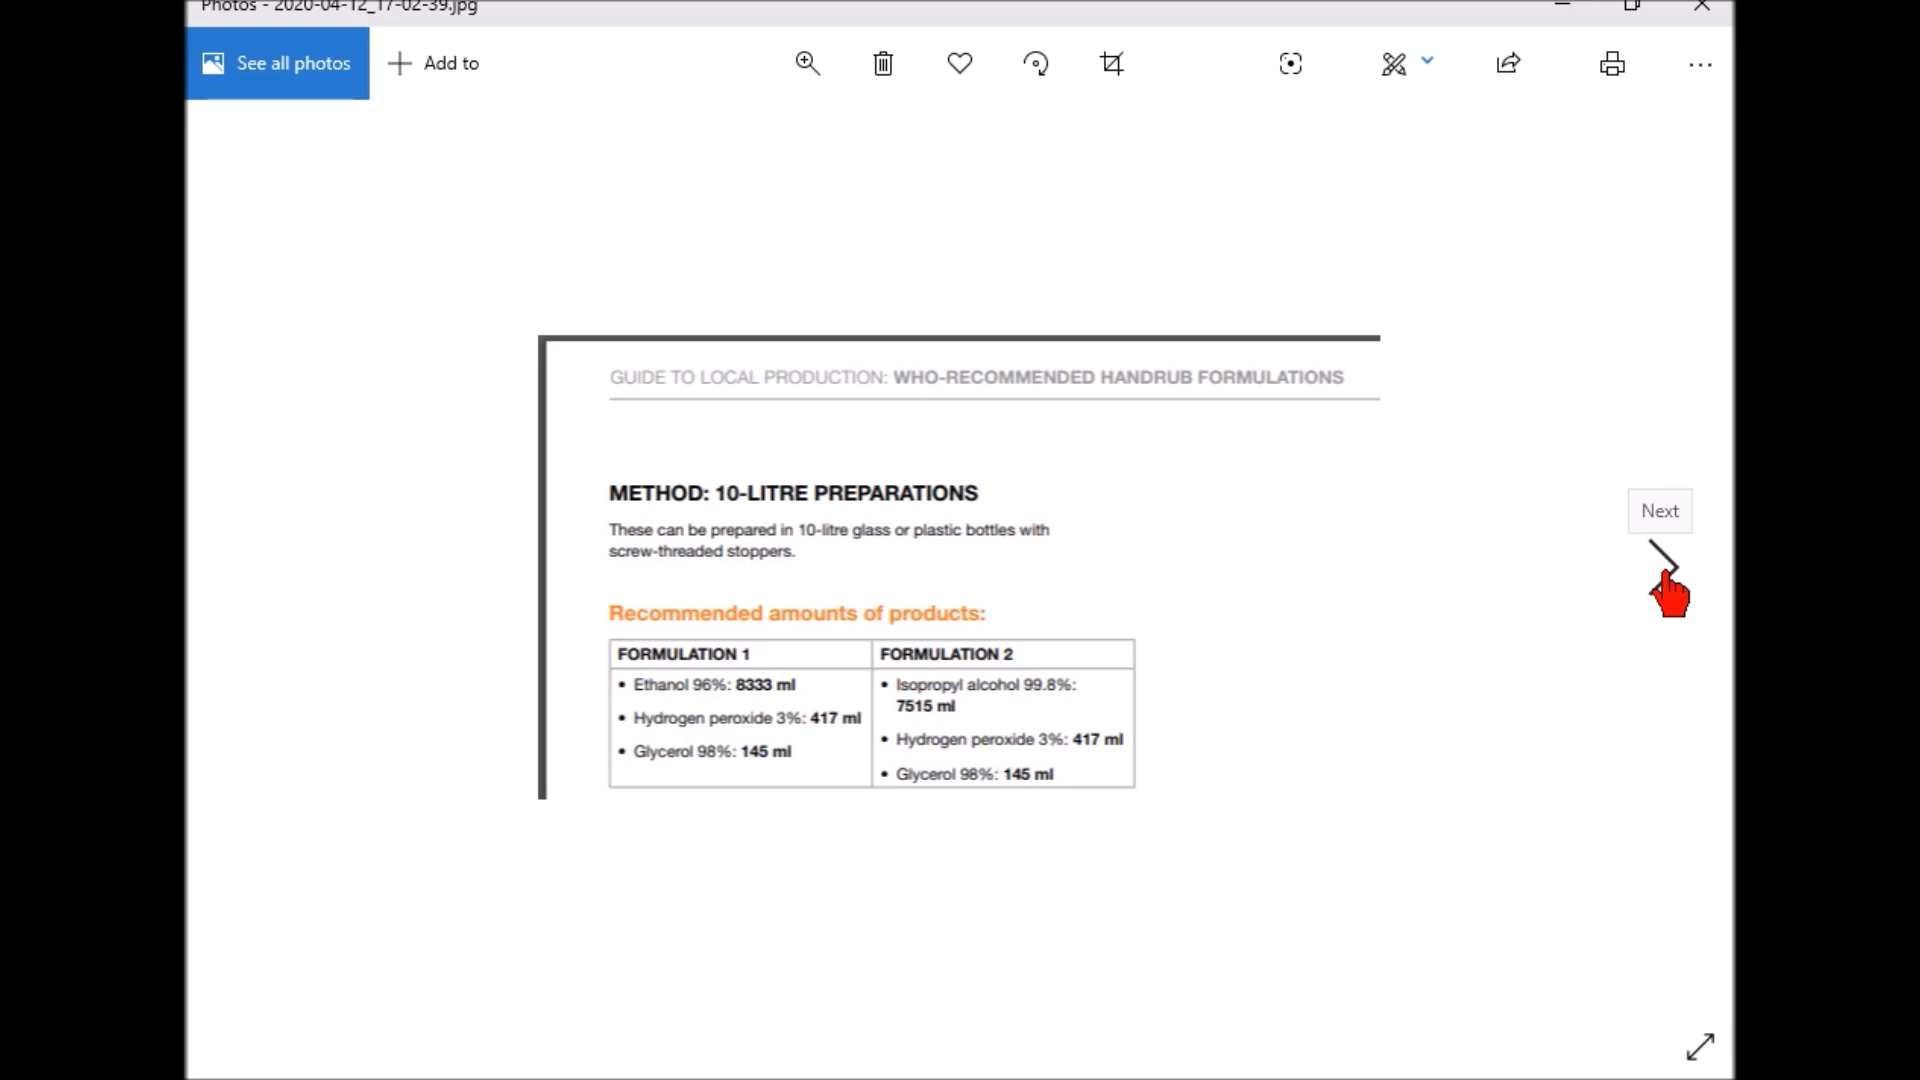 Photos - 2020-04-12_17-02-39.jpg
See all photos
Add to
GUIDE TO LOCAL PRODUCTION: WHO-RECOMMENDED HANDRUB FORMULATIONS
METHOD: 10-LITRE PREPARATIONS
These can be prepared in 10-litre glass or plastic bottles with
screw-threaded stoppers.
Next
Recommended amounts of products:
FORMULATION 1
• Ethanol 96%: 8333 ml
• Hydrogen peroxide 3%: 417 ml
• Glycerol 98%: 145 ml
FORMULATION 2
• Isopropyl alcohol 99.8%:
7515 ml
• Hydrogen peroxide 3%: 417 ml
• Glycerol 98%: 145 ml